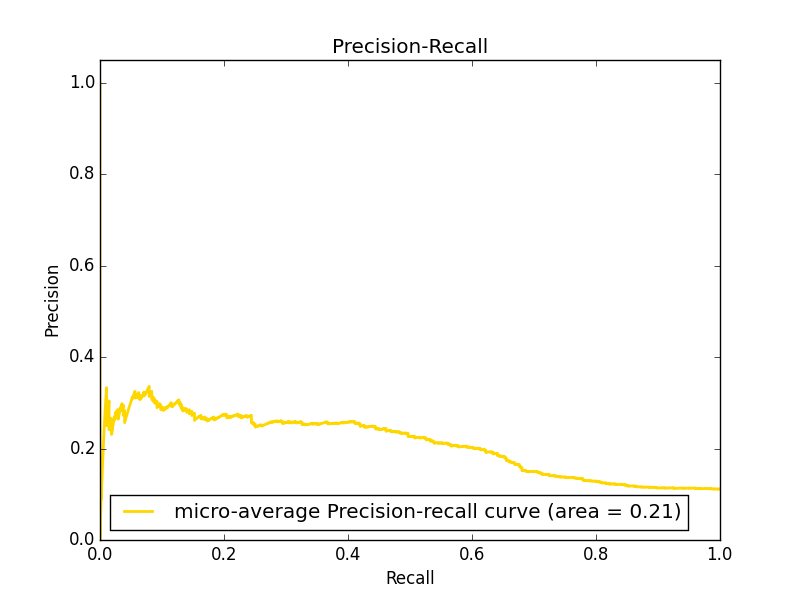 Precision-Recall
1.0
0.8
0.6
0.4
0.2
0.0
Precision
micro-average Precision-recall curve (area = 0.21)
0.0 0.2 0.4 0.6 0.8 1.0
Recall